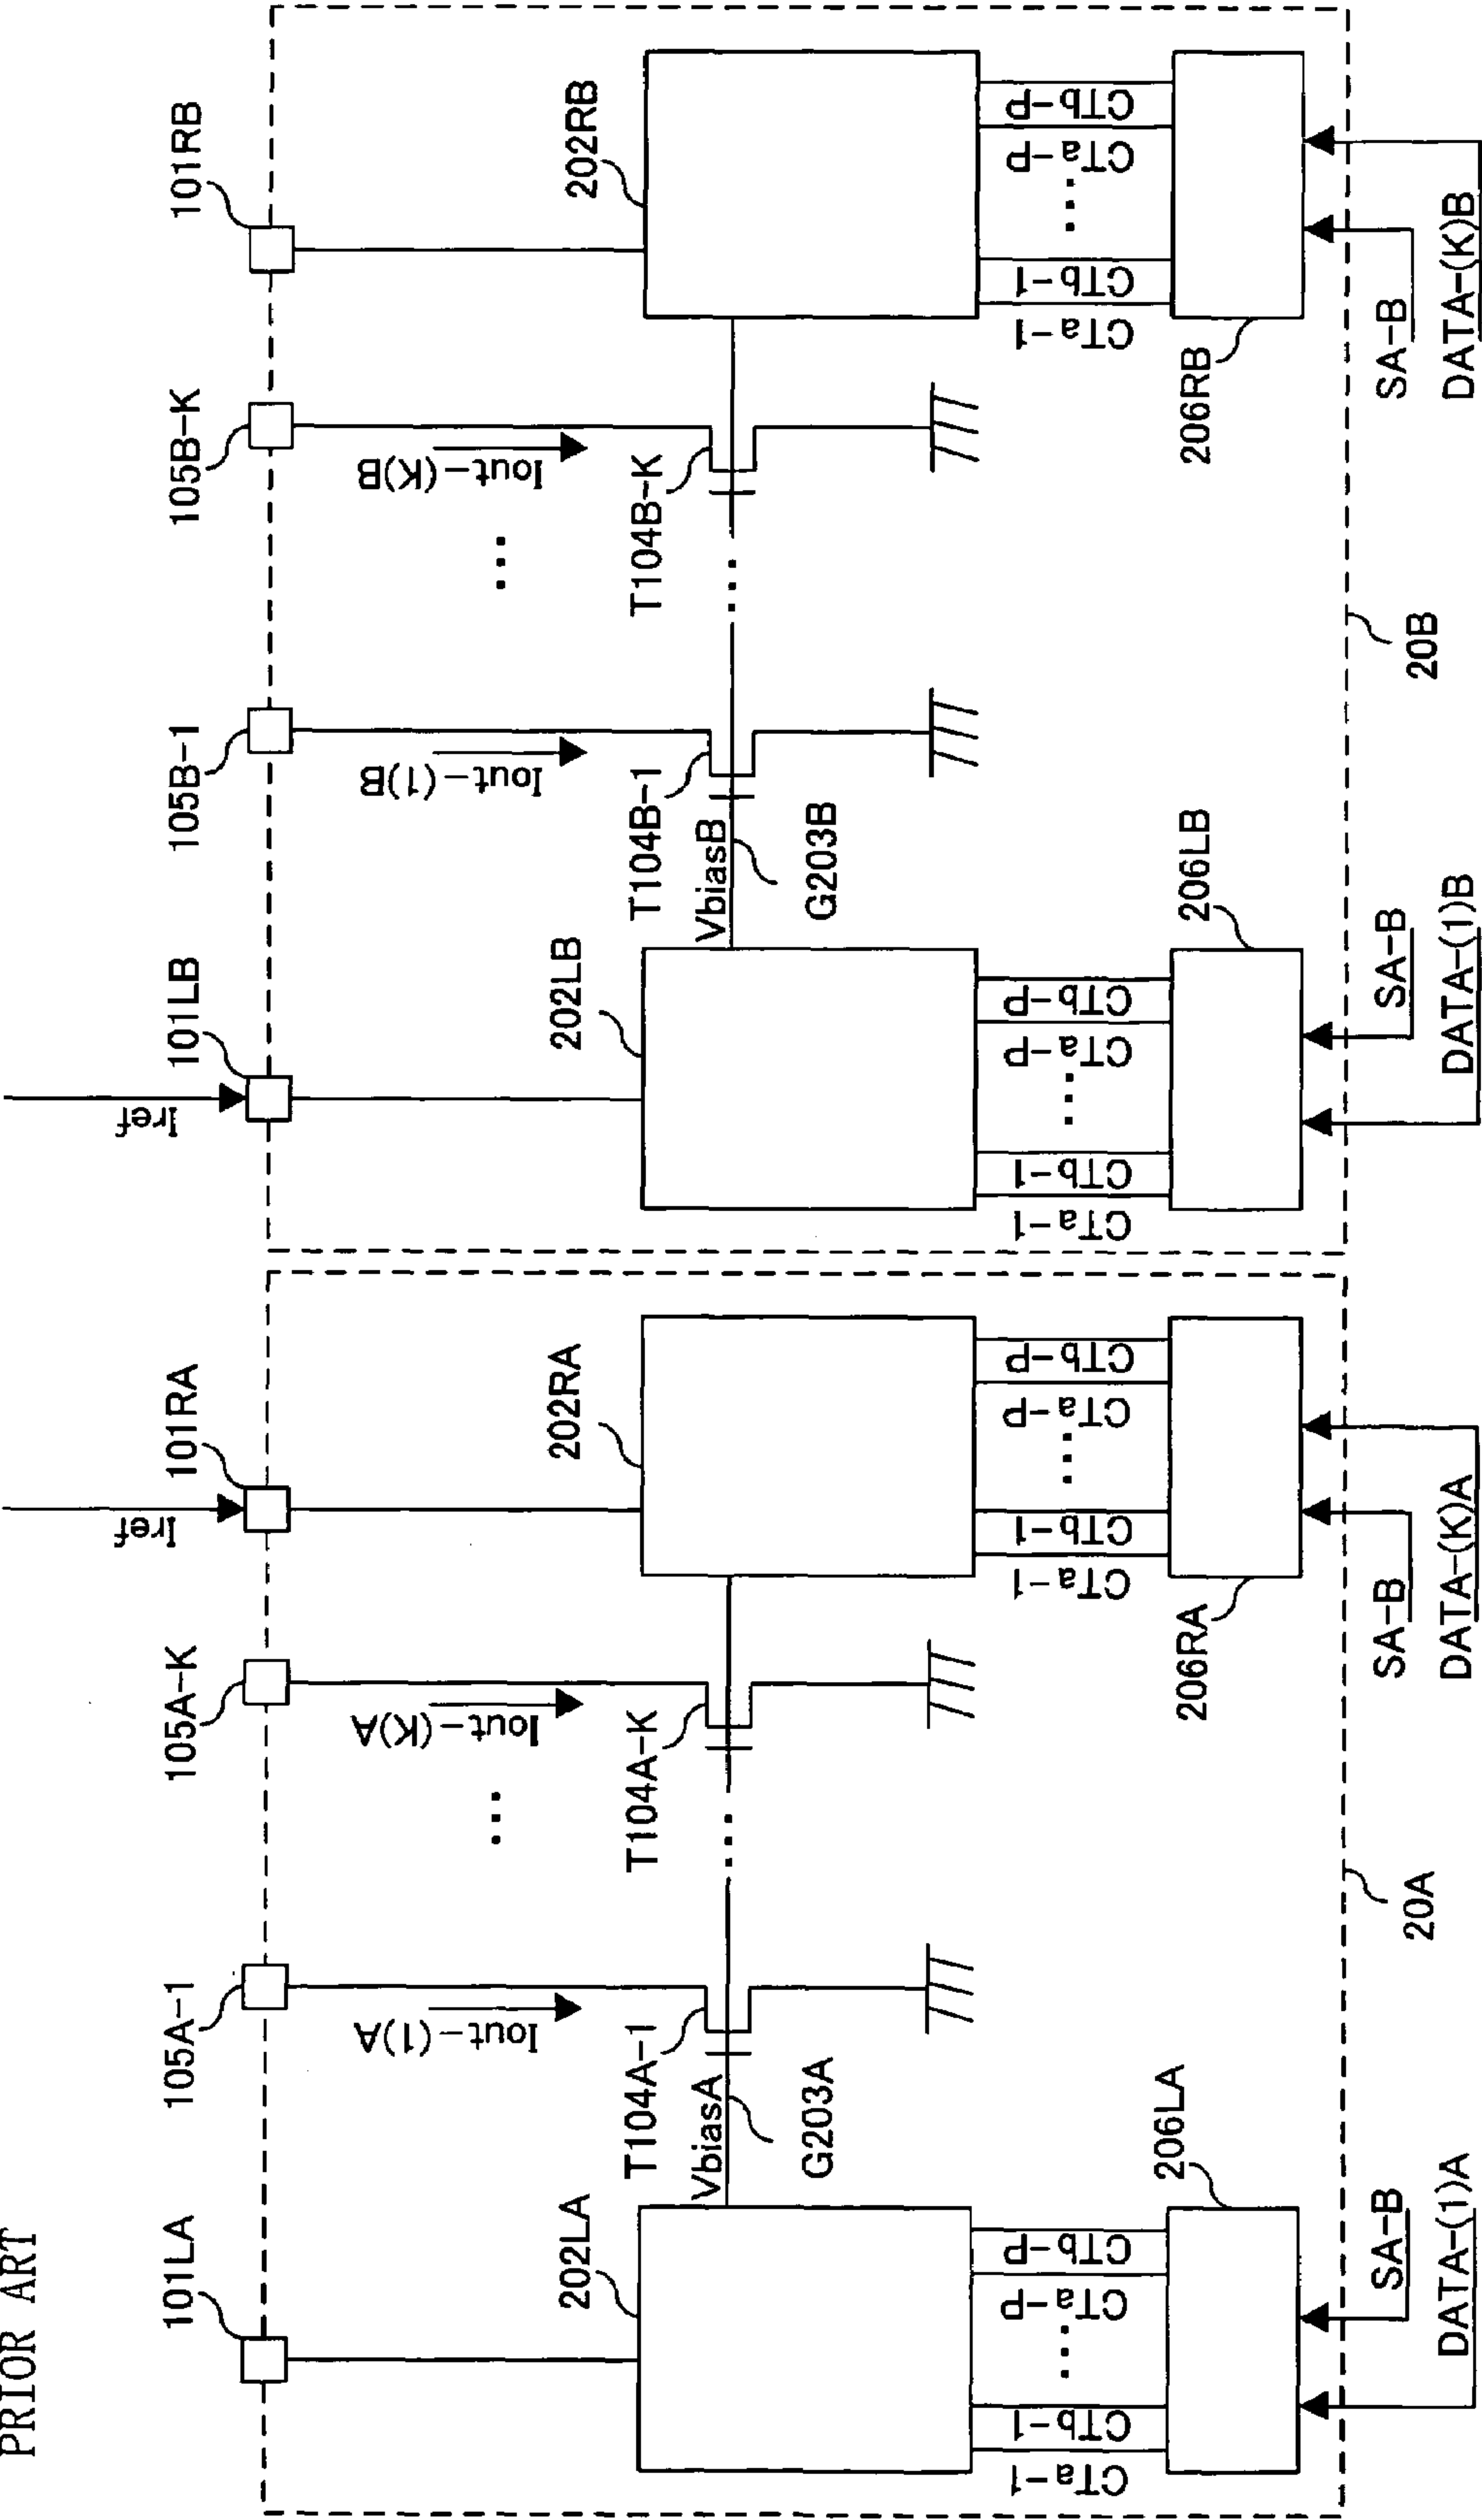 PRIOR ART
101LA
105A-1
105A-K
101RA
101LB
105B-1
105B-K
101RB
Iref
Iref
Iout-(1)A
Iout-(K)A
Iout-(1)B
Iout-(K)B
...
...
202LA
T104A-1
T104A-K
202RA
202LB
T104B-1
T104B-K
202RB
VbiasA
...
VbiasB
...
G203A
G203B
CTa-1
CTb-1
...
CTa-p
CTb-p
CTa-1
CTb-1
...
CTa-p
CTb-p
CTa-1
CTb-1
...
CTa-p
CTb-p
CTa-1
CTb-1
...
CTa-p
CTb-p
206LA
206RA
206LB
206RB
SA-B
SA-B
SA-B
SA-B
20A
20B
DATA-(1)A
DATA-(K)A
DATA-(1)B
DATA-(K)B